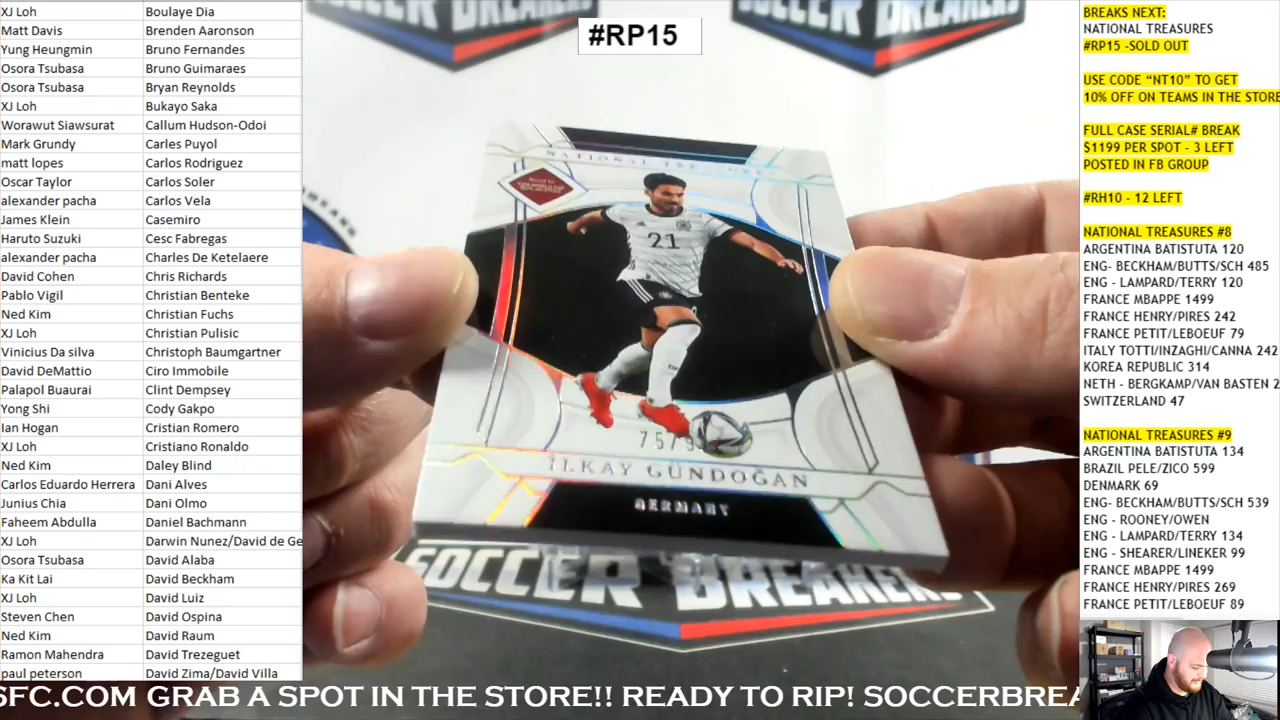 XJ Loh Boulaye Dia
Matt Davis Brenden Aaronson
Yung Heungmin Bruno Fernandes
Osora Tsubasa Bruno Guimaraes
Osora Tsubasa Bryan Reynolds
XJ Loh Bukayo Saka
Worawut Siawsurat Callum Hudson-Odoi
Mark Grundy Carles Puyol
matt lopes Carlos Rodriguez
Oscar Taylor Carlos Soler
alexander pacha Carlos Vela
James Klein Casemiro
Haruto Suzuki Cesc Fabregas
alexander pacha Charles De Ketelaere
David Cohen Chris Richards
Pablo Vigil Christian Benteke
Ned Kim Christian Fuchs
XJ Loh Christian Pulisic
Vinicius Da silva Christoph Baumgartner
David DeMattio Ciro Immobile
Palapol Buaurai Clint Dempsey
Yong Shi Cody Gakpo
Ian Hogan Cristian Romero
XJ Loh Cristiano Ronaldo
Ned Kim Daley Blind
Carlos Eduardo Herrera Dani Alves
Junius Chia Dani Olmo
Faheem Abdulla Daniel Bachmann
XJ Loh Darwin Nunez/David de Ge
Osora Tsubasa David Alaba
Ka Kit Lai David Beckham
XJ Loh David Luiz
Steven Chen David Ospina
Ned Kim David Raum
Ramon Mahendra David Trezeguet
paul peterson David Zima/David Villa
#RP15
NATIONAL TREASURES
21
ILKAY GÜNDOĞAN
GERMANY
SOCCER BREAKERS
BREAKS NEXT:
NATIONAL TREASURES
#RP15 -SOLD OUT
USE CODE “NT10” TO GET
10% OFF ON TEAMS IN THE STORE
FULL CASE SERIAL# BREAK
$1199 PER SPOT - 3 LEFT
POSTED IN FB GROUP
#RH10 - 12 LEFT
NATIONAL TREASURES #8
ARGENTINA BATISTUTA 120
ENG- BECKHAM/BUTTS/SCH 485
ENG - LAMPARD/TERRY 120
FRANCE MBAPPE 1499
FRANCE HENRY/PIRES 242
FRANCE PETIT/LEBOEUF 79
ITALY TOTTI/INZAGHI/CANNA 242
KOREA REPUBLIC 314
NETH - BERGKAMP/VAN BASTEN 2
SWITZERLAND 47
NATIONAL TREASURES #9
ARGENTINA BATISTUTA 134
BRAZIL PELE/ZICO 599
DENMARK 69
ENG- BECKHAM/BUTTS/SCH 539
ENG - ROONEY/OWEN
ENG - LAMPARD/TERRY 134
ENG - SHEARER/LINEKER 99
FRANCE MBAPPE 1499
FRANCE HENRY/PIRES 269
FRANCE PETIT/LEBOEUF 89
SFC.COM GRAB A SPOT IN THE STORE!! READY TO RIP! SOCCERBREA